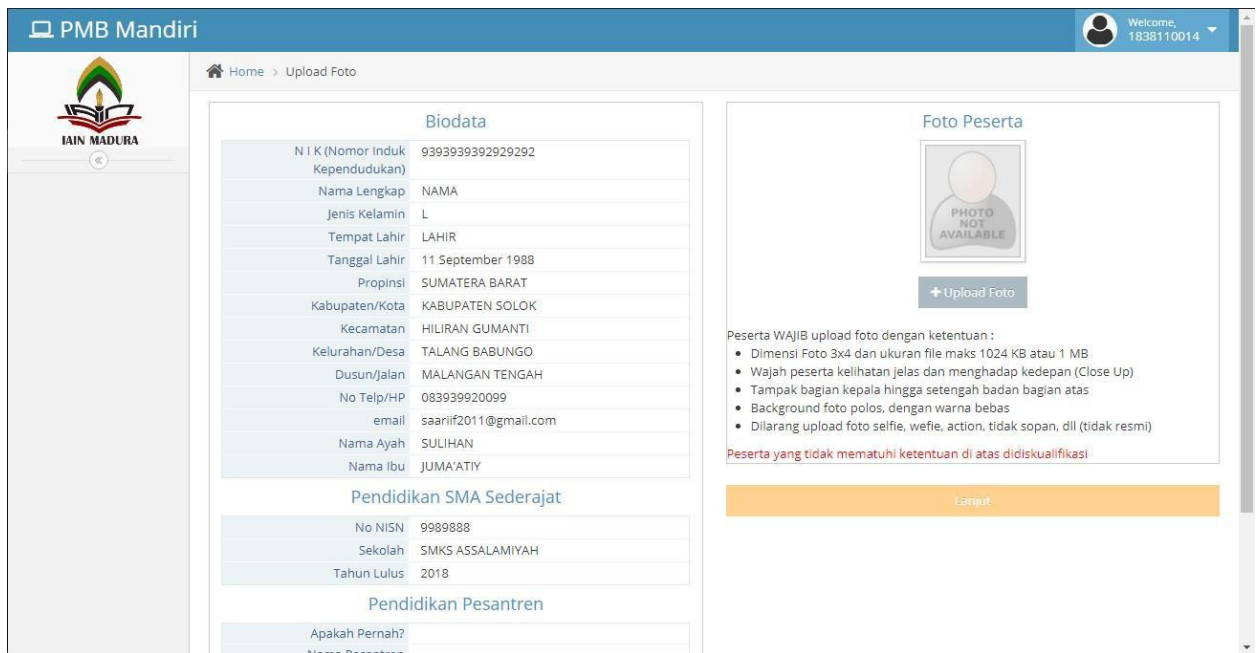 PMB Mandiri
Welcome,
1838110014
IAIN MADURA
Home > Upload Foto
Biodata
N I K (Nomor Induk Kependudukan) 9393939392929292
Nama Lengkap NAMA
Jenis Kelamin L
Tempat Lahir LAHIR
Tanggal Lahir 11 September 1988
Propinsi SUMATERA BARAT
Kabupaten/Kota KABUPATEN SOLOK
Kecamatan HILIRAN GUMANTI
Kelurahan/Desa TALANG BABUNGO
Dusun/Jalan MALANGAN TENGAH
No Telp/HP 083939920099
email saariif2011@gmail.com
Nama Ayah SULIHAN
Nama Ibu JUMA'ATIY
Pendidikan SMA Sederajat
No NISN 9989888
Sekolah SMKS ASSALAMIYAH
Tahun Lulus 2018
Pendidikan Pesantren
Apakah Pernah?
Nama Pesantren
Foto Peserta
PHOTO
NOT
AVAILABLE
+ Upload Foto
Peserta WAJIB upload foto dengan ketentuan :
• Dimensi Foto 3x4 dan ukuran file maks 1024 KB atau 1 MB
• Wajah peserta kelihatan jelas dan menghadap kedepan (Close Up)
• Tampak bagian kepala hingga setengah badan bagian atas
• Background foto polos, dengan warna bebas
• Dilarang upload foto selfie, wefie, action, tidak sopan, dll (tidak resmi)
Peserta yang tidak mematuhi ketentuan di atas didiskualifikasi
Lanjut